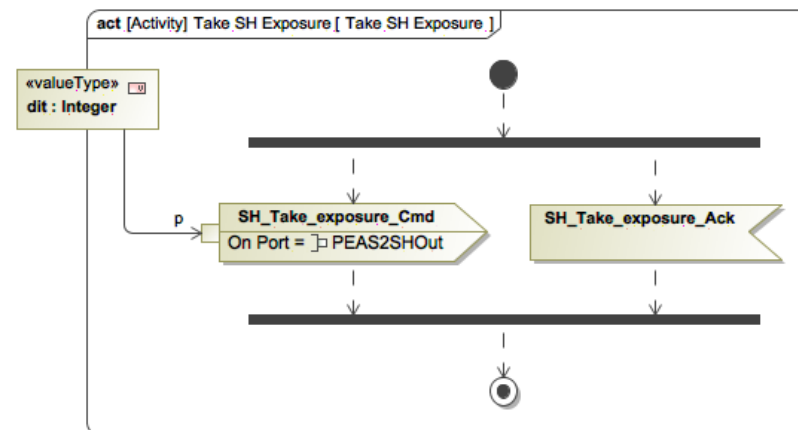 act [Activity] Take SH Exposure [ Take SH Exposure ]
«valueType»
dit : Integer
p
SH_Take_exposure_Cmd
On Port = PEAS2SHOut
SH_Take_exposure_Ack